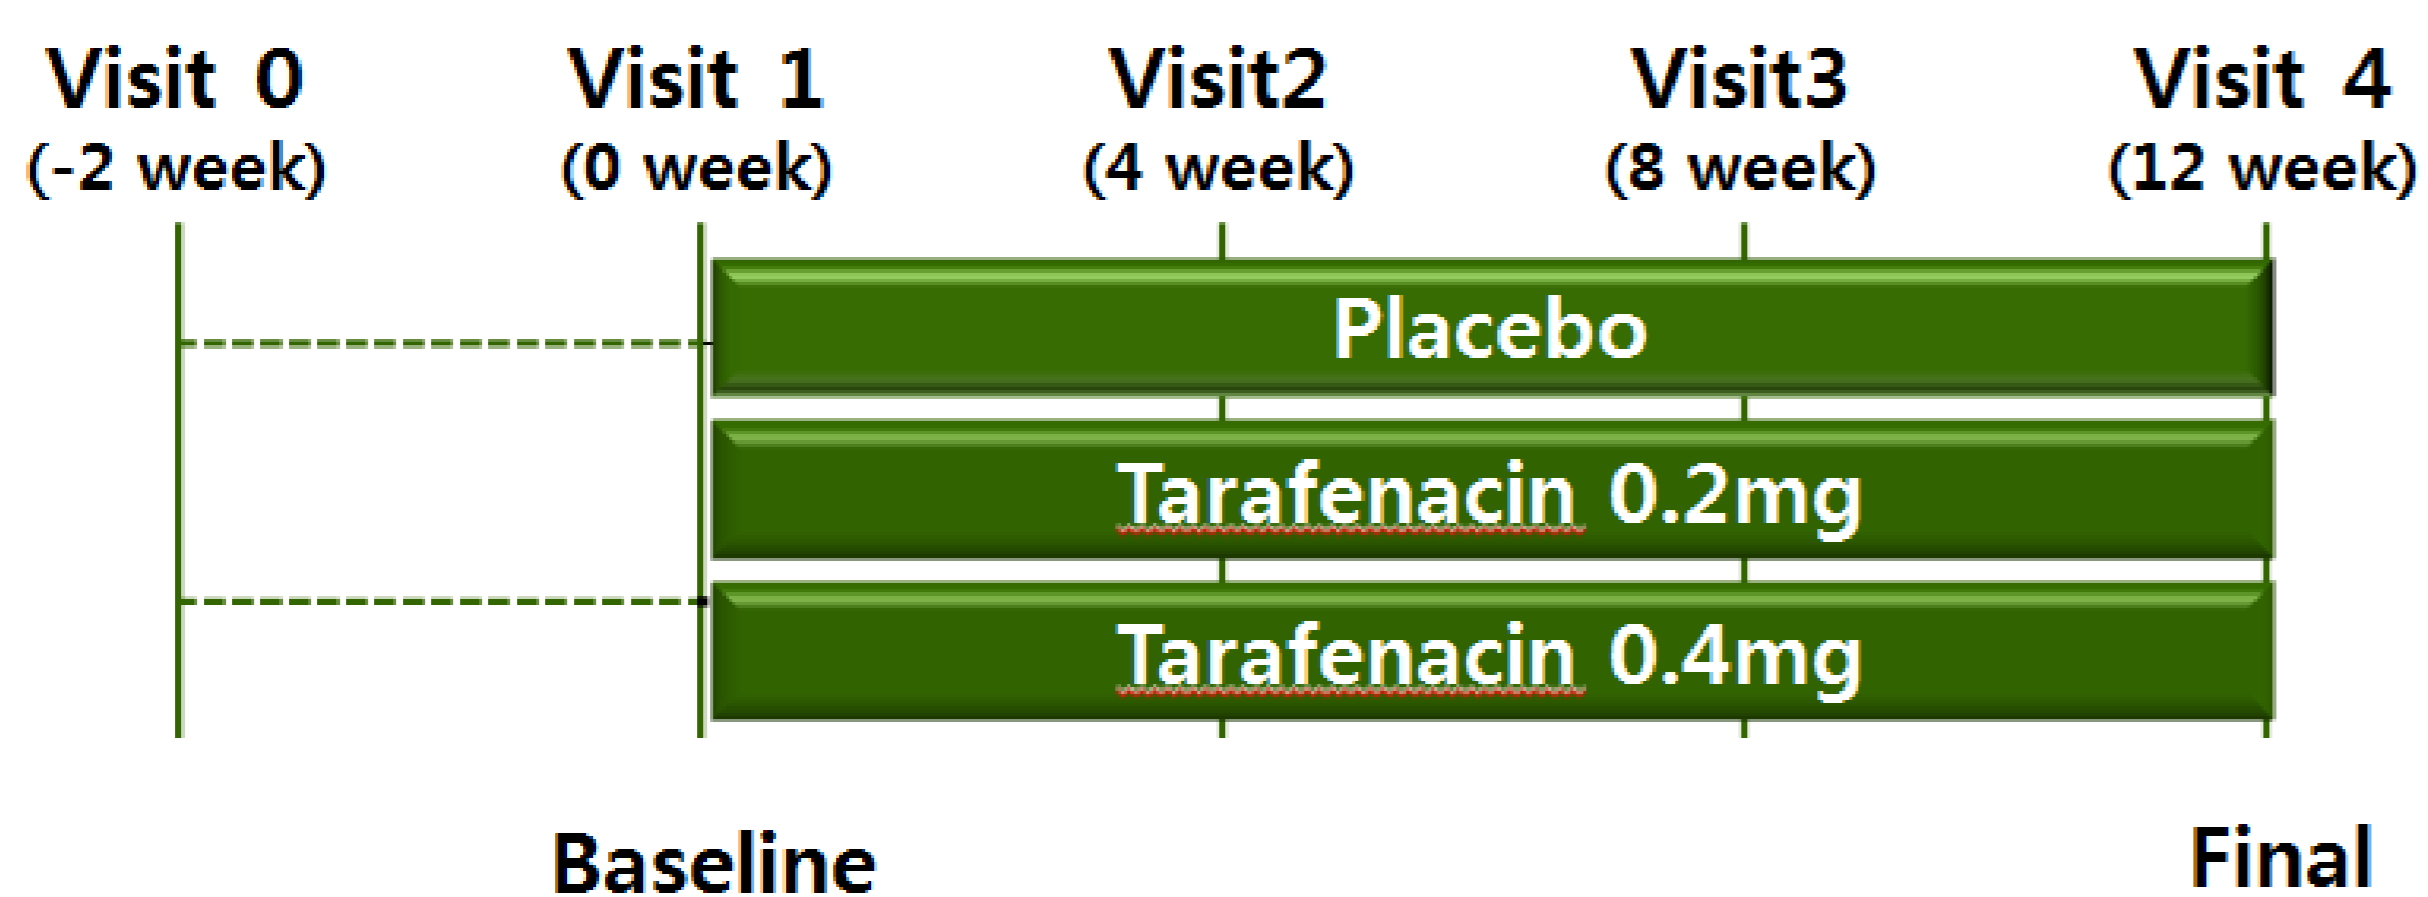 Visit 0 Visit 1 Visit2 Visit3 Visit 4
(-2 week) (0 week) (4 week) (8 week) (12 week)
Placebo
Tarafenacin 0.2mg
Tarafenacin 0.4mg
Baseline Final